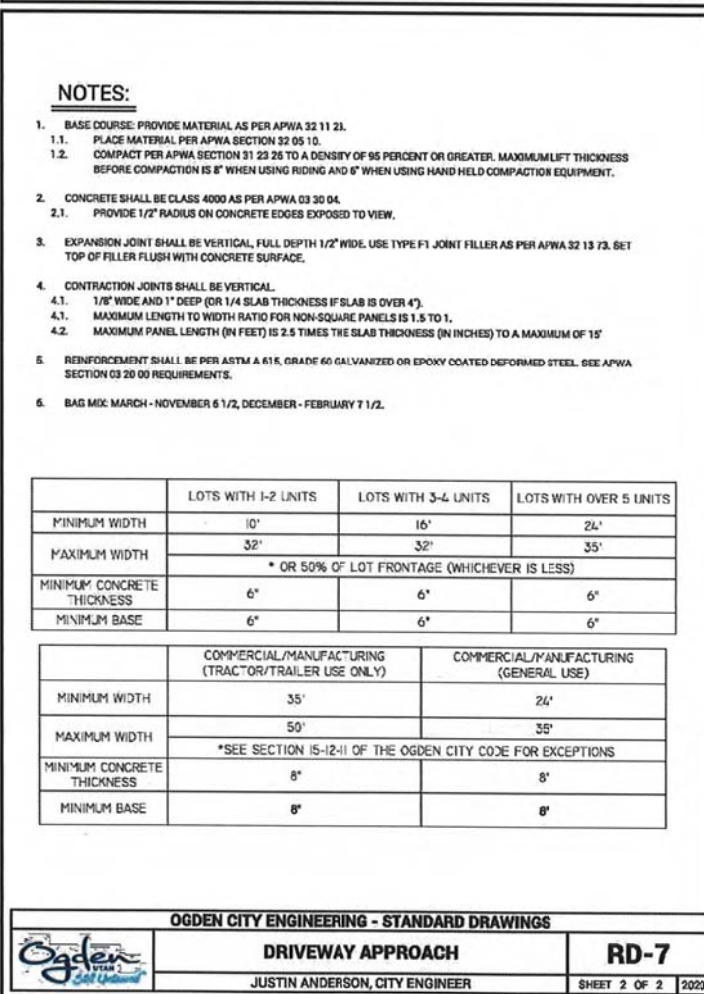 NOTES:
1. BASE COURSE: PROVIDE MATERIAL AS PER APWA 32 11 23.
1.1. PLACE MATERIAL PER APWA SECTION 32 05 10.
1.2. COMPACT PER APWA SECTION 31 23 26 TO A DENSITY OF 95 PERCENT OR GREATER. MAXIMUM LIFT THICKNESS
BEFORE COMPACTION IS 8" WHEN USING RIDING AND 6" WHEN USING HAND HELD COMPACTION EQUIPMENT.
2. CONCRETE SHALL BE CLASS 4000 AS PER APWA 03 30 04.
2.1. PROVIDE 1/2" RADIUS ON CONCRETE EDGES EXPOSED TO VIEW.
3. EXPANSION JOINT SHALL BE VERTICAL, FULL DEPTH 1/2" WIDE. USE TYPE F1 JOINT FILLER AS PER APWA 32 13 73. SET
TOP OF FILLER FLUSH WITH CONCRETE SURFACE.
4. CONTRACTION JOINTS SHALL BE VERTICAL.
4.1. 1/8" WIDE AND 1" DEEP (OR 1/4 SLAB THICKNESS IF SLAB IS OVER 4").
4.1. MAXIMUM LENGTH TO WIDTH RATIO FOR NON-SQUARE PANELS IS 1.5 TO 1.
4.2. MAXIMUM PANEL LENGTH (IN FEET) IS 2.5 TIMES THE SLAB THICKNESS (IN INCHES) TO A MAXIMUM OF 15'
5. REINFORCEMENT SHALL BE PER ASTM A 615, GRADE 60 GALVANIZED OR EPOXY COATED DEFORMED STEEL. SEE APWA
SECTION 03 20 00 REQUIREMENTS.
6. BAG MIX: MARCH - NOVEMBER 6 1/2, DECEMBER - FEBRUARY 7 1/2.
LOTS WITH 1-2 UNITS LOTS WITH 3-4 UNITS LOTS WITH OVER 5 UNITS
MINIMUM WIDTH 10' 16' 24'
MAXIMUM WIDTH 32' 32' 35'
* OR 50% OF LOT FRONTAGE (WHICHEVER IS LESS)
MINIMUM CONCRETE
THICKNESS 6" 6" 6"
MINIMUM BASE 6" 6" 6"
COMMERCIAL/MANUFACTURING COMMERCIAL/MANUFACTURING
(TRACTOR/TRAILER USE ONLY) (GENERAL USE)
MINIMUM WIDTH 35' 24'
MAXIMUM WIDTH 50' 35'
*SEE SECTION 15-12-11 OF THE OGDEN CITY CODE FOR EXCEPTIONS
MINIMUM CONCRETE
THICKNESS 8" 8"
MINIMUM BASE 8" 8"
OGDEN CITY ENGINEERING - STANDARD DRAWINGS
Ogden
UTAH
Still Untamed
DRIVEWAY APPROACH
RD-7
JUSTIN ANDERSON, CITY ENGINEER
SHEET 2 OF 2 2020